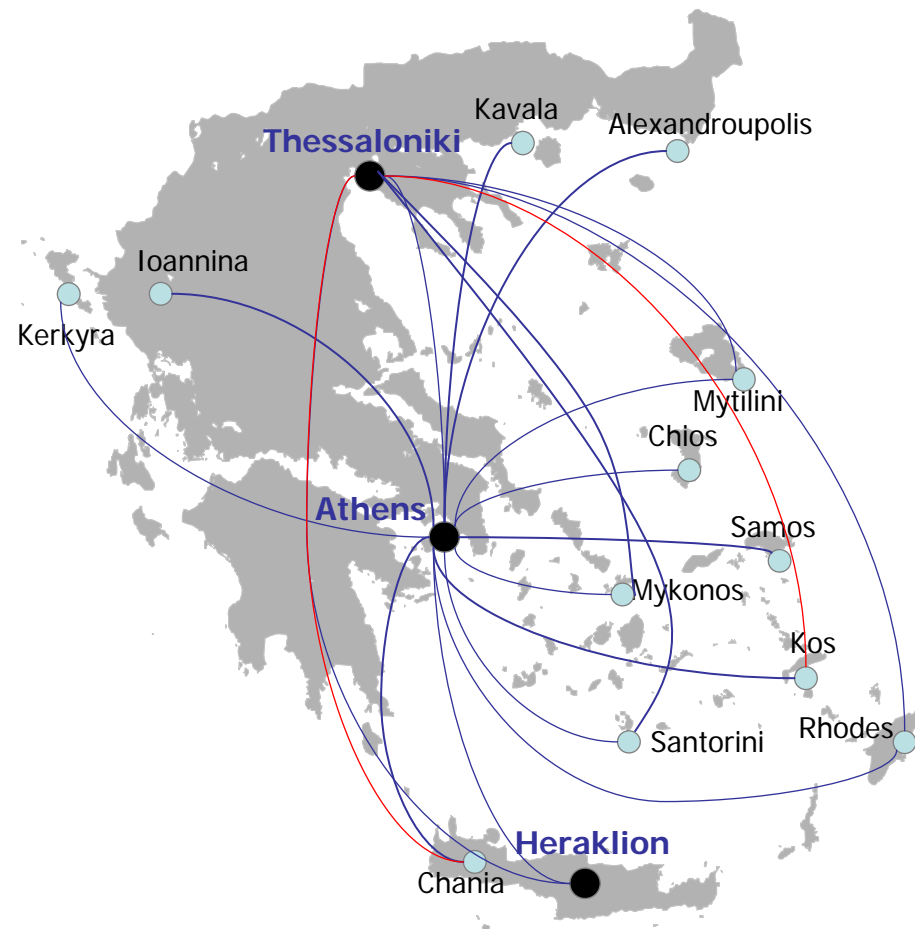 Kavala
Alexandroupolis
Thessaloniki
Ioannina
Kerkyra
Mytilini
Chios
Athens
Samos
Mykonos
Kos
Rhodes
Santorini
Heraklion
Chania